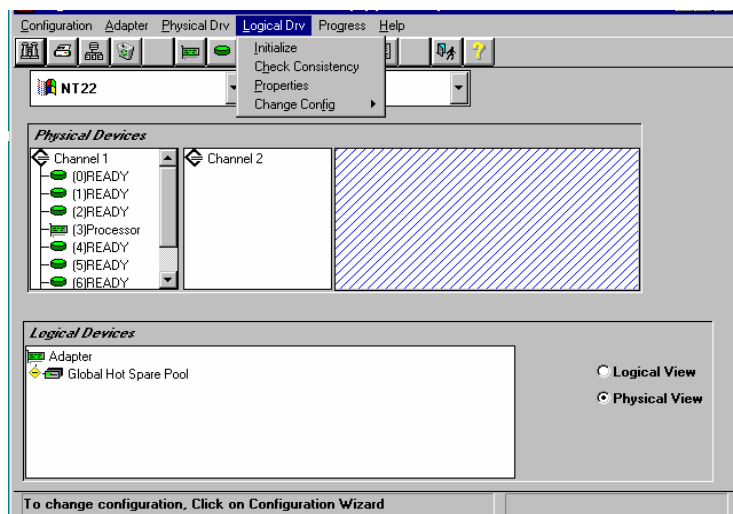 Configuration Adapter Physical Drv Logical Drv Progress Help
Initialize
Check Consistency
Properties
Change Config
NT22
Physical Devices
Channel 1
(0)READY
(1)READY
(2)READY
(3)Processor
(4)READY
(5)READY
(6)READY
Channel 2
Logical Devices
Adapter
Global Hot Spare Pool
Logical View
Physical View
To change configuration, Click on Configuration Wizard